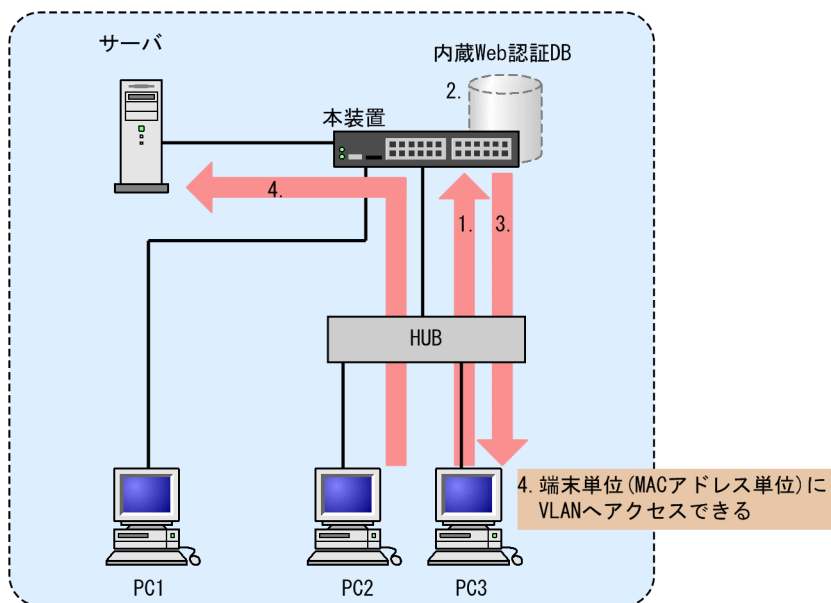 サーバ
内蔵Web認証DB
2.
本装置
4.
1.
3.
HUB
4.端末単位(MACアドレス単位)に
VLANへアクセスできる
PC1
PC2
PC3